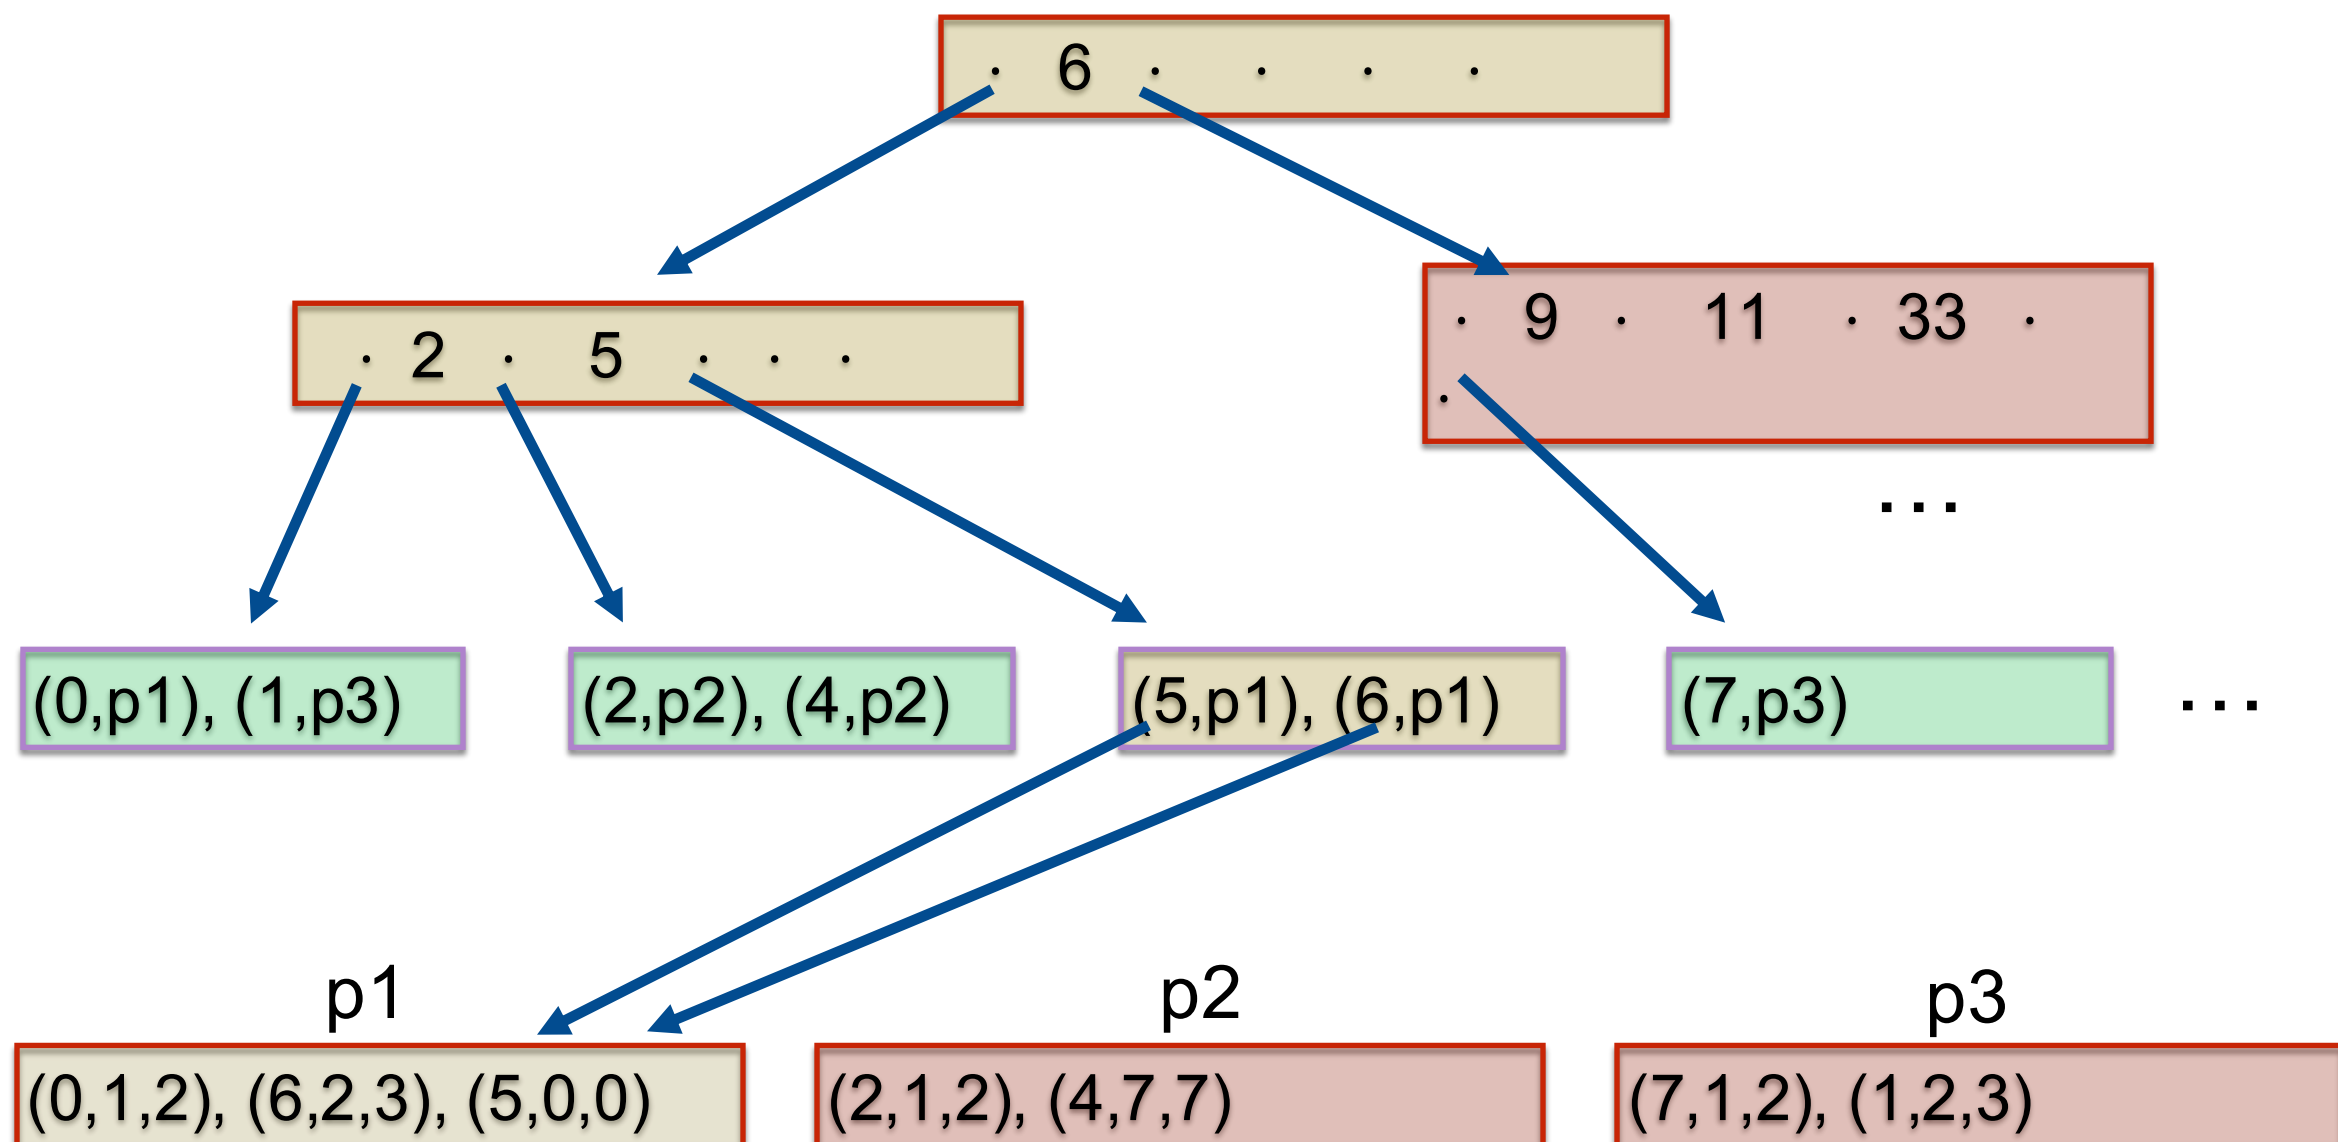 · 6 · · · ·
· 2 · 5 · · ·
· 9 · 11 · 33 ·
·
...
(0,p1), (1,p3)
(2,p2), (4,p2)
(5,p1), (6,p1)
(7,p3)
...
p1
p2
p3
(0,1,2), (6,2,3), (5,0,0)
(2,1,2), (4,7,7)
(7,1,2), (1,2,3)